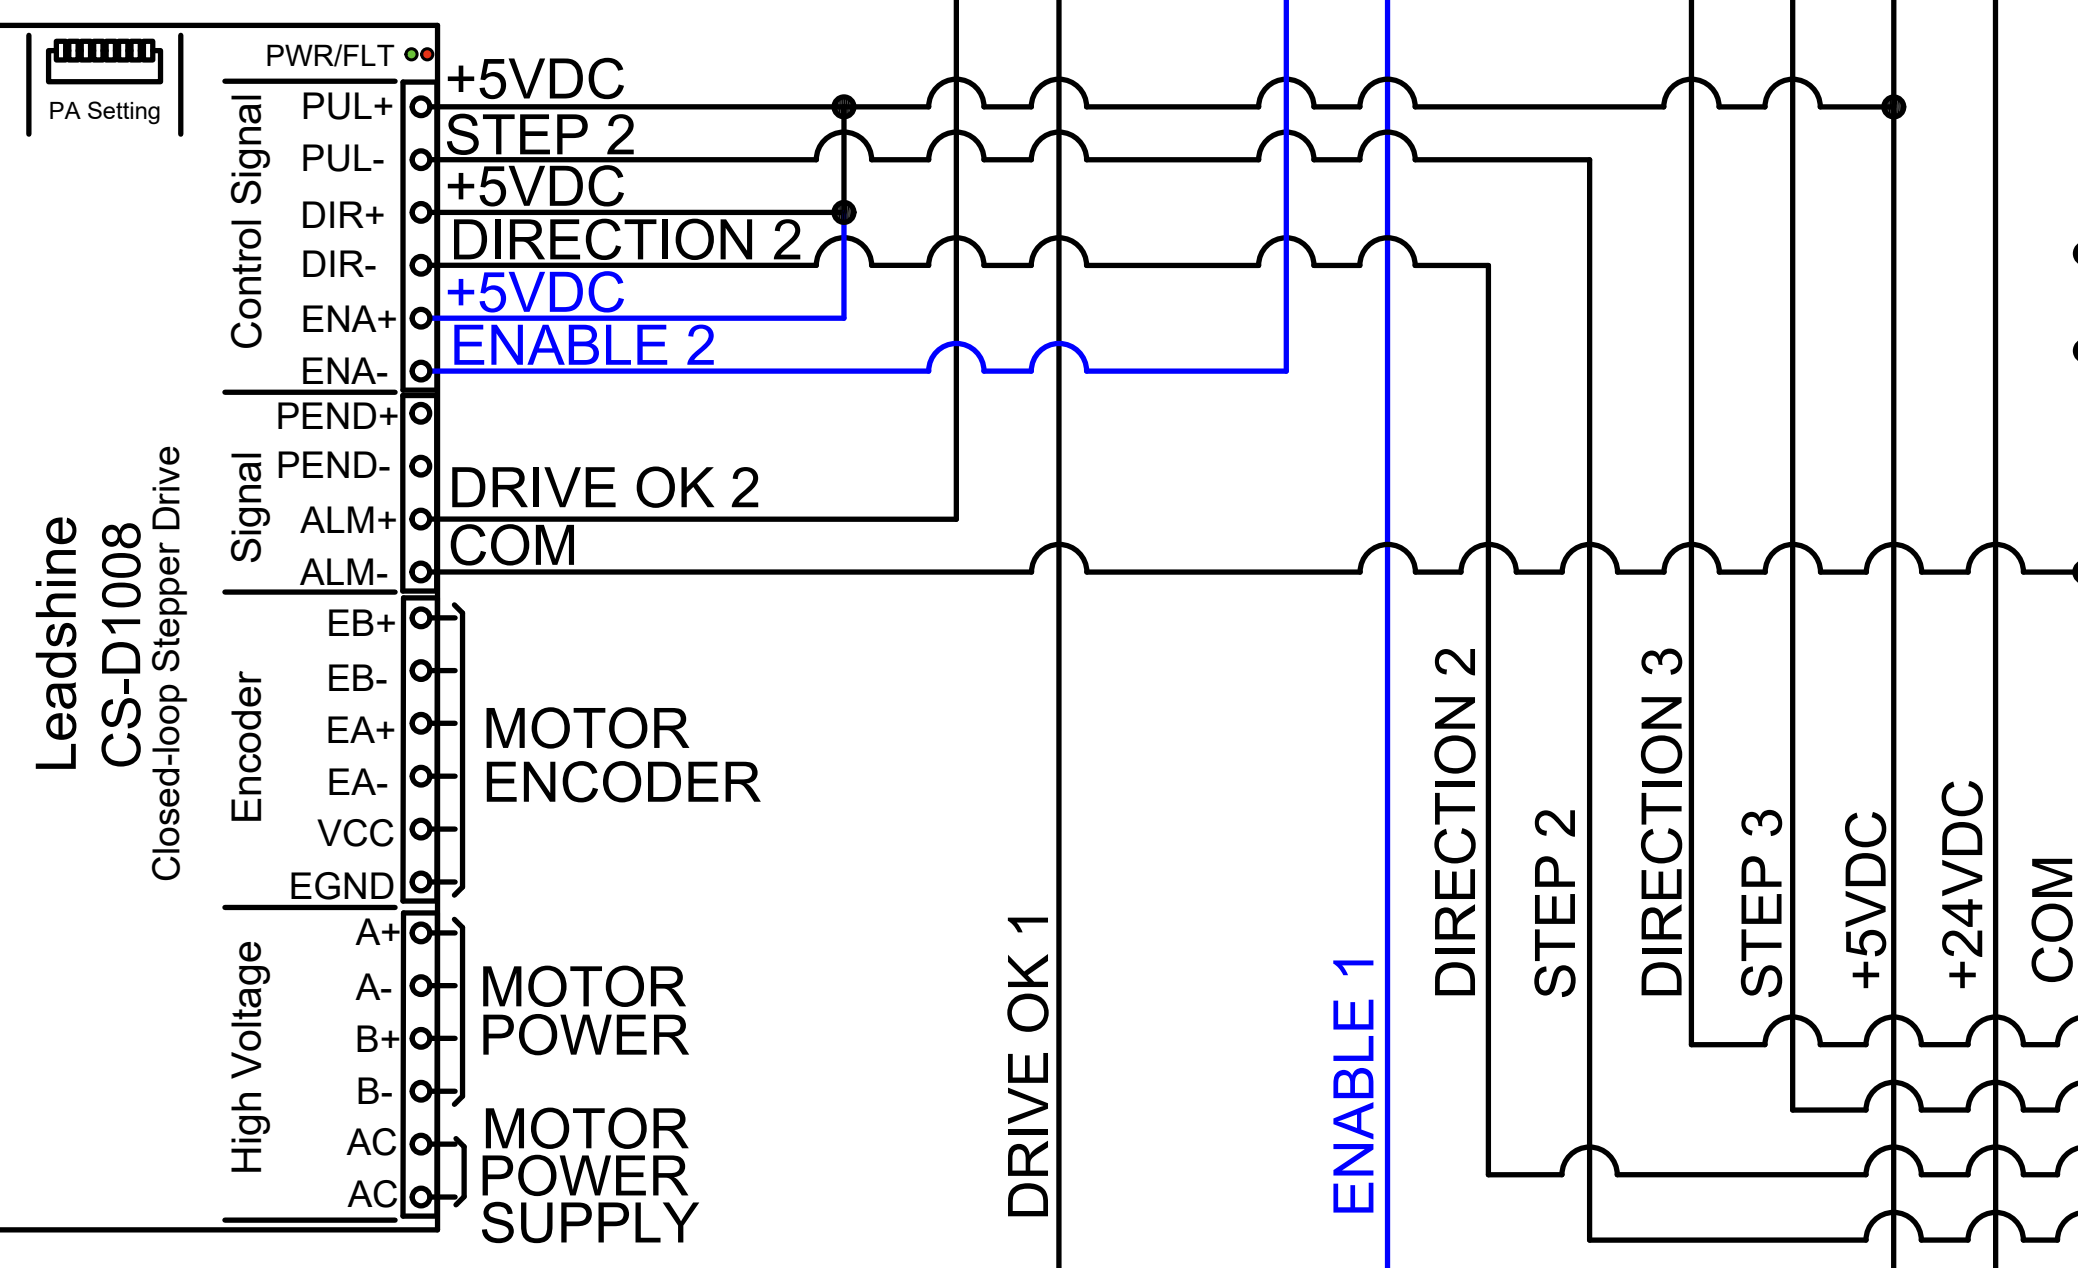 PWR/FLT
PA Setting
Control Signal
PUL+
+5VDC
PUL-
STEP 2
DIR+
+5VDC
DIR-
DIRECTION 2
ENA+
+5VDC
ENA-
ENABLE 2
Signal
PEND+
PEND-
ALM+
DRIVE OK 2
ALM-
COM
Leadshine
CS-D1008
Closed-loop Stepper Drive
Encoder
EB+
EB-
EA+
EA-
VCC
EGND
MOTOR
ENCODER
High Voltage
A+
A-
B+
B-
MOTOR
POWER
AC
AC
MOTOR
POWER
SUPPLY
DRIVE OK 1
ENABLE 1
DIRECTION 2
STEP 2
DIRECTION 3
STEP 3
+5VDC
+24VDC
COM